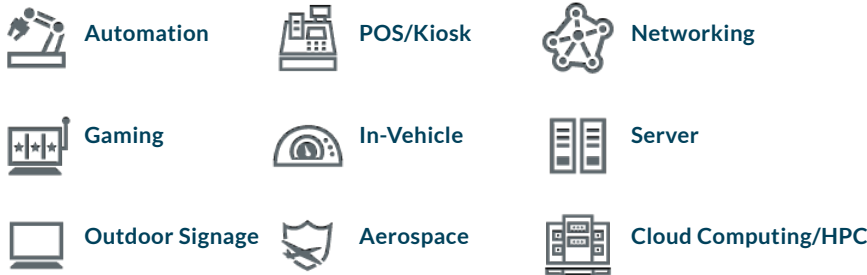 Automation
POS/Kiosk
Networking
Gaming
In-Vehicle
Server
Outdoor Signage
Aerospace
Cloud Computing/HPC